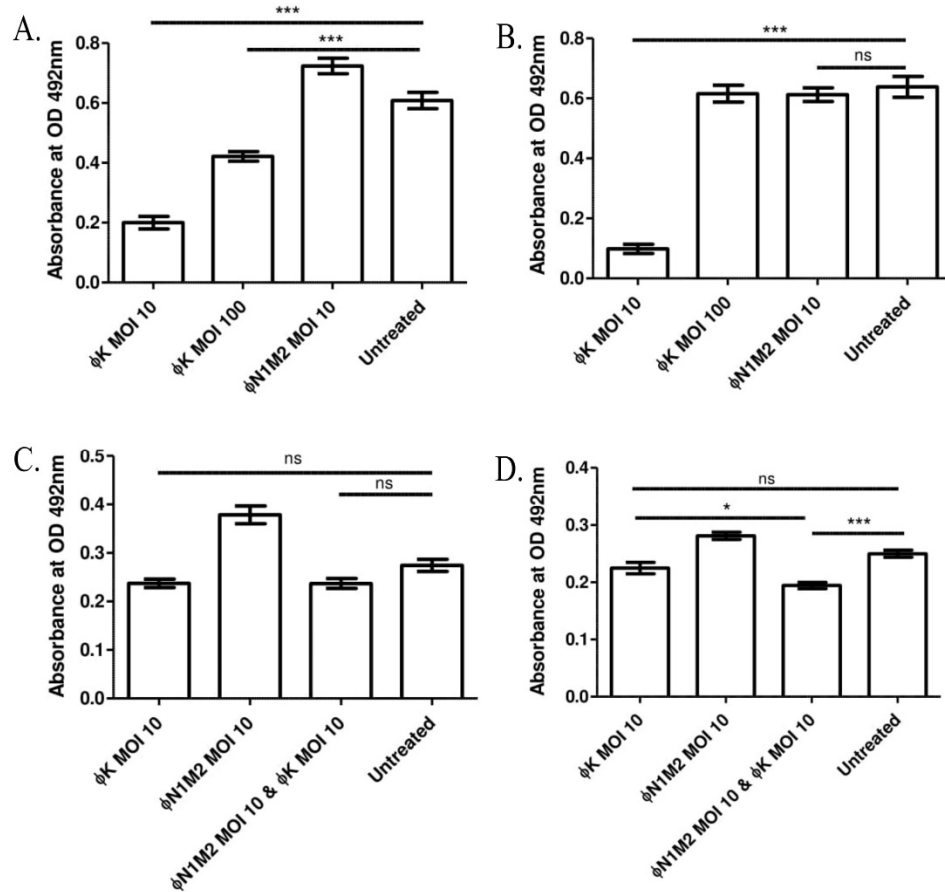 A.
***
***
Absorbance at OD 492nm
0.8
0.6
0.4
0.2
0.0
ϕK MOI 10
ϕK MOI 100
ϕN1M2 MOI 10
Untreated
B.
***
ns
Absorbance at OD 492nm
0.8
0.6
0.4
0.2
0.0
ϕK MOI 10
ϕK MOI 100
ϕN1M2 MOI 10
Untreated
C.
ns
ns
Absorbance at OD 492nm
0.5
0.4
0.3
0.2
0.1
0.0
ϕK MOI 10
ϕN1M2 MOI 10
ϕN1M2 MOI 10 & ϕK MOI 10
Untreated
D.
ns
*
***
Absorbance at OD 492nm
0.4
0.3
0.2
0.1
0.0
ϕK MOI 10
ϕN1M2 MOI 10
ϕN1M2 MOI 10 & ϕK MOI 10
Untreated